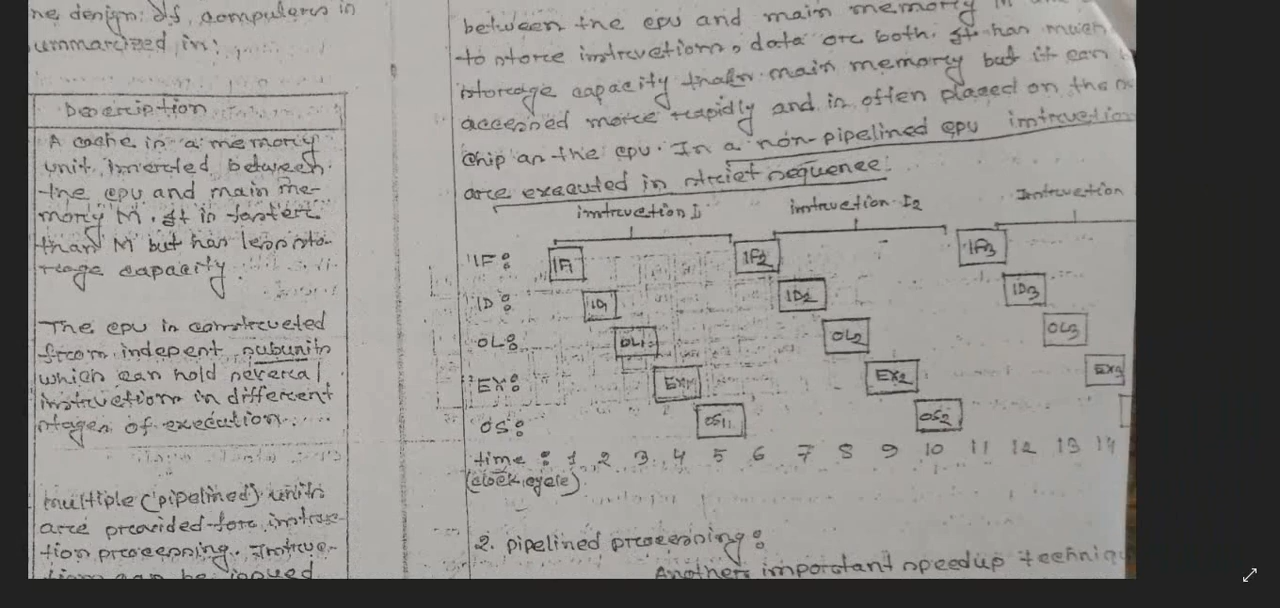 ne design of computers in
ummarized in:
Description
A cache is a memory
unit inserted between
the cpu and main me-
mory M. It is faster
than M but has less sto-
rage capacity
The cpu is constructed
from indepent subunits
which can hold several
instructions in different
stages of execution.
multiple (pipelined) units
are provided for instruc-
tion processing. Instruc-
tions can be issued
between the cpu and main memory
to store instructions, data or both. It has much
storage capacity than main memory but it can
accessed more rapidly and is often placed on the
chip as the cpu. In a non-pipelined cpu instruction
are executed in strict sequence.
instruction I1 instruction I2 Instruction
IF: IF1 IF2 IF3
ID: ID1 ID2 ID3
OL: OL1 OL2 OL3
EX: EX1 EX2 EX3
OS: OS1 OS2
time: 1 2 3 4 5 6 7 8 9 10 11 12 13 14
(clock cycle)
2. pipelined processing:
Another important speedup techniq